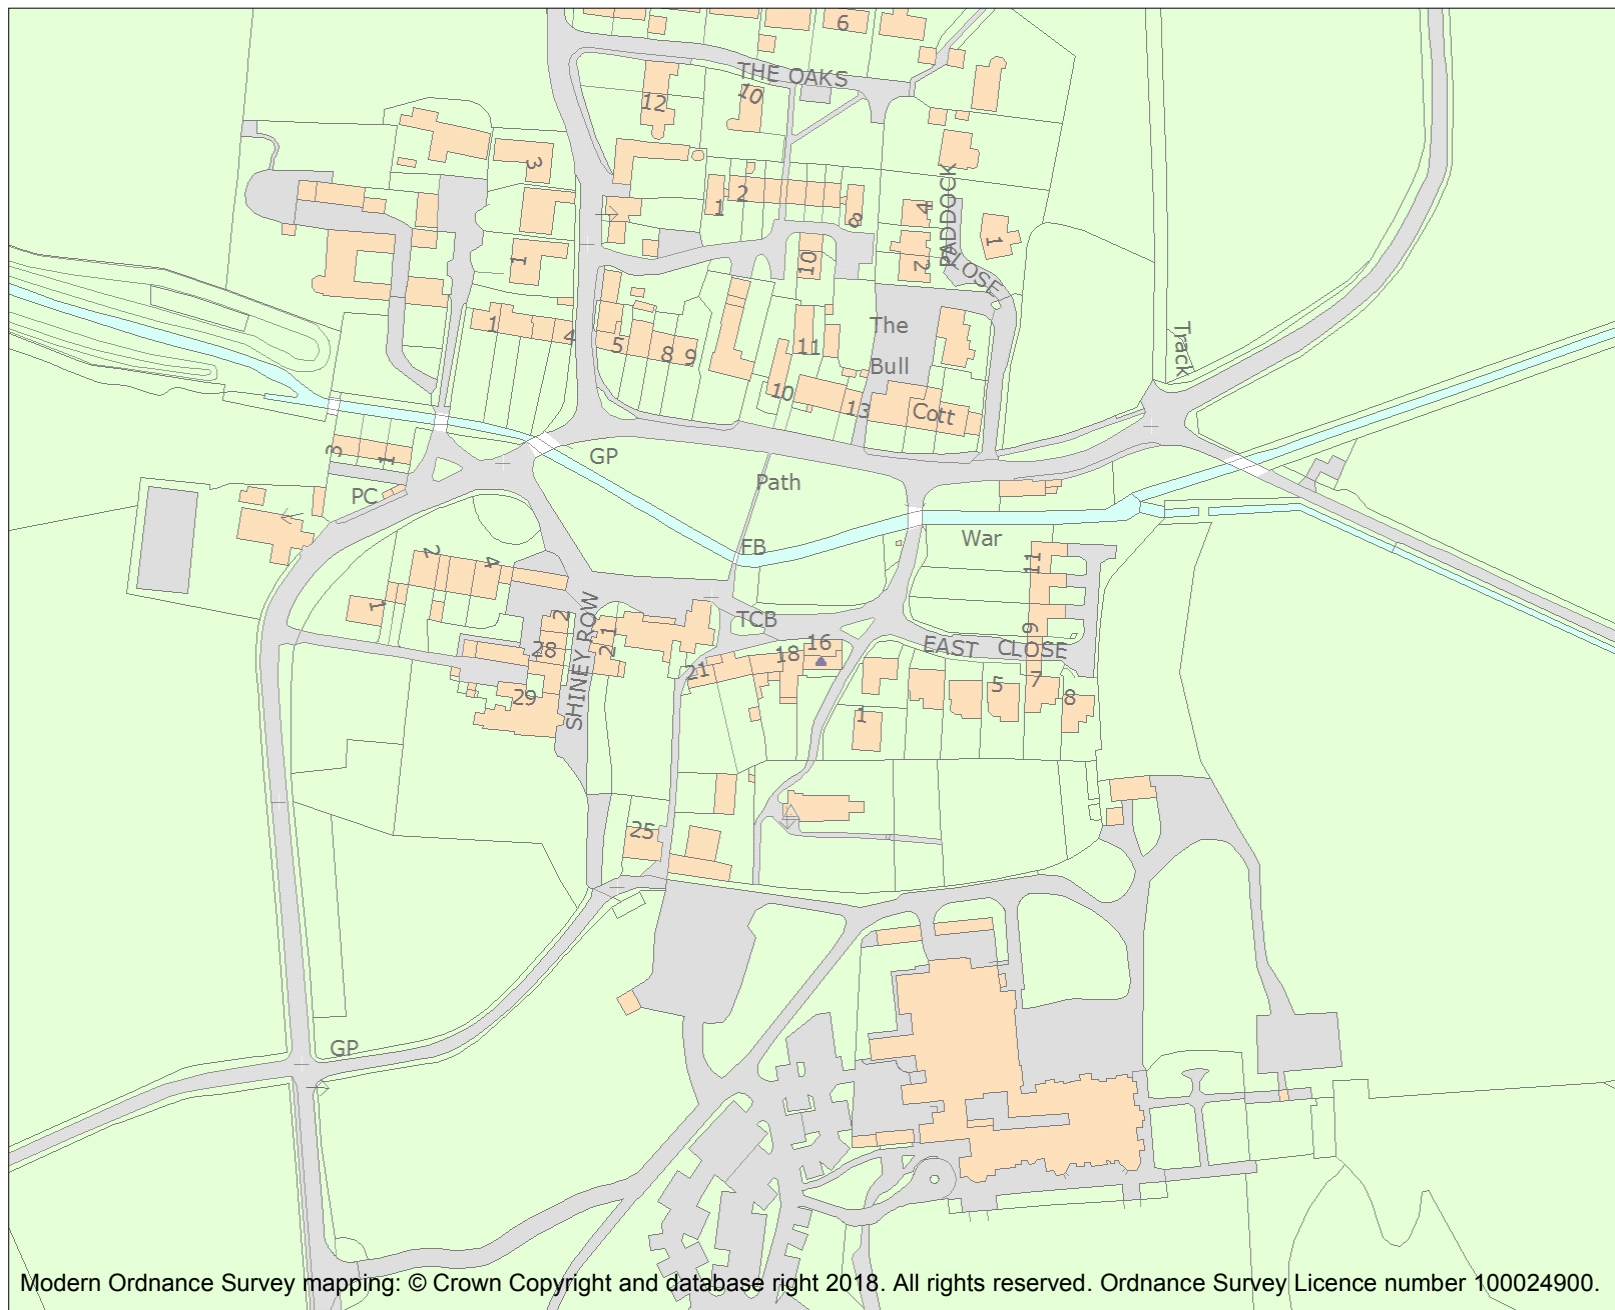 6
THE OAKS
12
10
3
2
1
8
4
PADDOCK
CLOSE
1
2
1
10
The
Bull
Track
1
4
5
8
9
11
10
13
Cott
3
1
GP
Path
PC
FB
War
2
4
1
11
9
2
TCB
16
SHINEY ROW
21
28
18
EAST CLOSE
21
29
5
7
8
1
25
GP
Modern Ordnance Survey mapping: © Crown Copyright and database right 2018. All rights reserved. Ordnance Survey Licence number 100024900.